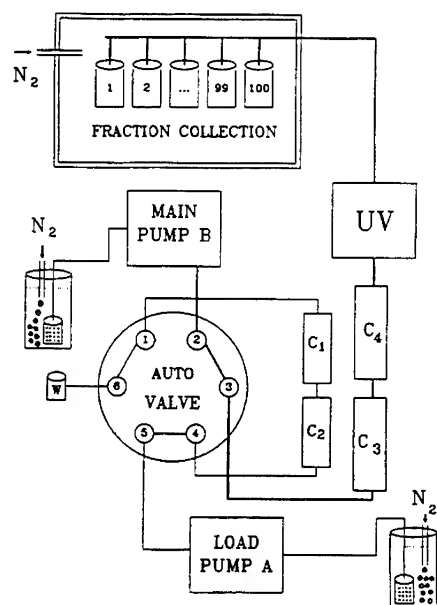 N₂
1 2 ... 99 100
FRACTION COLLECTION
MAIN
PUMP B
UV
N₂
C₁
C₄
1 2
6 3
AUTO
VALVE
W
5 4
C₂
C₃
N₂
LOAD
PUMP A